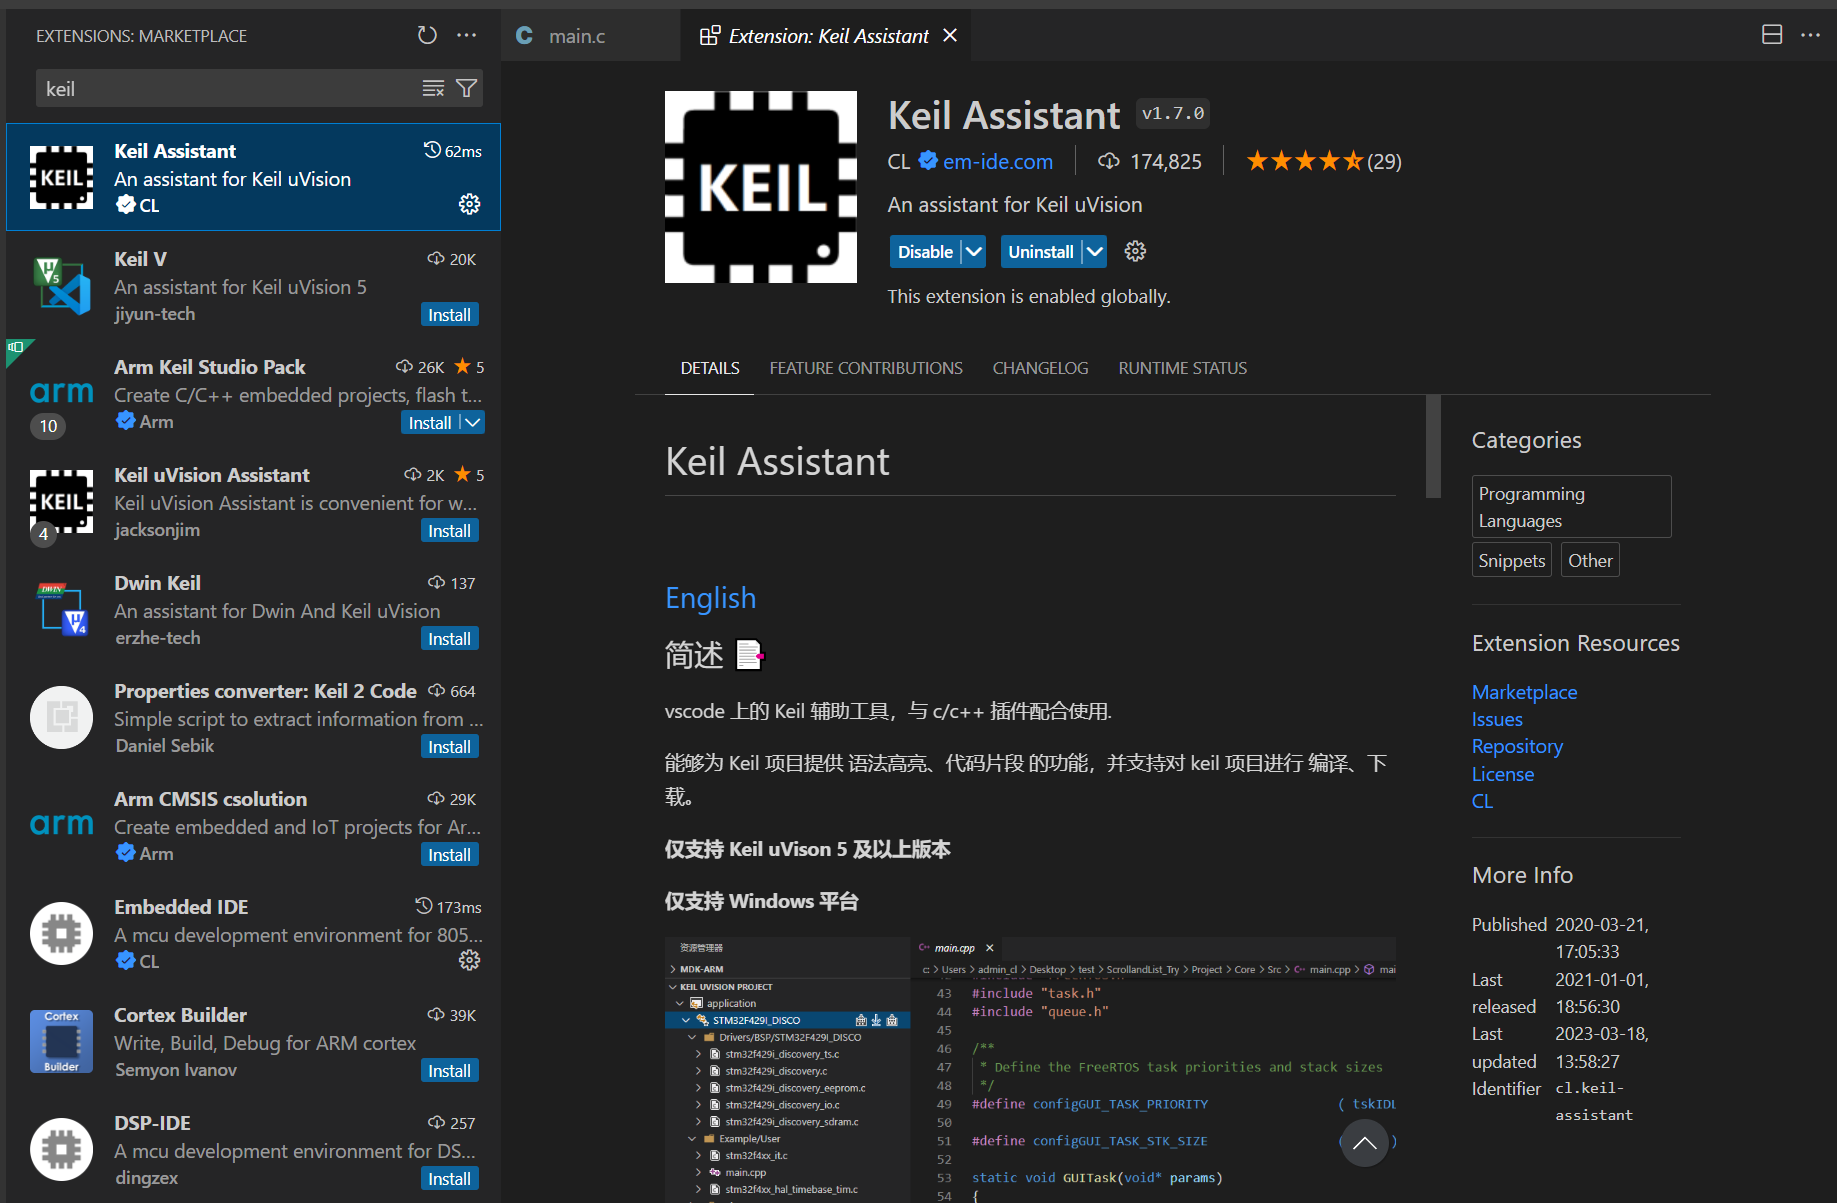 EXTENSIONS: MARKETPLACE
keil
Keil Assistant
62ms
An assistant for Keil uVision
CL
Keil V
20K
An assistant for Keil uVision 5
jiyun-tech
Install
Arm Keil Studio Pack
26K
5
Create C/C++ embedded projects, flash t...
10
Arm
Install
Keil uVision Assistant
2K
5
Keil uVision Assistant is convenient for w...
4
jacksonjim
Install
Dwin Keil
137
An assistant for Dwin And Keil uVision
erzhe-tech
Install
Properties converter: Keil 2 Code
664
Simple script to extract information from ...
Daniel Sebik
Install
Arm CMSIS csolution
29K
Create embedded and IoT projects for Ar...
Arm
Install
Embedded IDE
173ms
A mcu development environment for 805...
CL
Cortex Builder
39K
Write, Build, Debug for ARM cortex
Semyon Ivanov
Install
DSP-IDE
257
A mcu development environment for DS...
dingzex
Install
KEIL
arm
KEIL
arm
Cortex
Builder
C main.c
Extension: Keil Assistant
KEIL
Keil Assistant
v1.7.0
CL em-ide.com
174,825
(29)
An assistant for Keil uVision
Disable
Uninstall
This extension is enabled globally.
DETAILS
FEATURE CONTRIBUTIONS
CHANGELOG
RUNTIME STATUS
Keil Assistant
English
简述
vscode 上的 Keil 辅助工具，与 c/c++ 插件配合使用.
能够为 Keil 项目提供 语法高亮、代码片段 的功能，并支持对 keil 项目进行 编译、下
载。
仅支持 Keil uVison 5 及以上版本
仅支持 Windows 平台
资源管理器
MDK-ARM
KEIL UVISION PROJECT
application
STM32F429I_DISCO
Drivers/BSP/STM32F429I_DISCO
stm32f429i_discovery_ts.c
stm32f429i_discovery.c
stm32f429i_discovery_eeprom.c
stm32f429i_discovery_io.c
stm32f429i_discovery_sdram.c
Example/User
stm32f4xx_it.c
main.cpp
stm32f4xx_hal_timebase_tim.c
main.cpp
c: > Users > admin_cl > Desktop > test > ScrollandList_Try > Project > Core > Src > main.cpp > mai
43 #include "task.h"
44 #include "queue.h"
45
46 /**
47 * Define the FreeRTOS task priorities and stack sizes
48 */
49 #define configGUI_TASK_PRIORITY ( tskIDL
50
51 #define configGUI_TASK_STK_SIZE ( )
52
53 static void GUITask(void* params)
54 {
Categories
Programming
Languages
Snippets
Other
Extension Resources
Marketplace
Issues
Repository
License
CL
More Info
Published 2020-03-21,
17:05:33
Last 2021-01-01,
released 18:56:30
Last 2023-03-18,
updated 13:58:27
Identifier cl.keil-
assistant